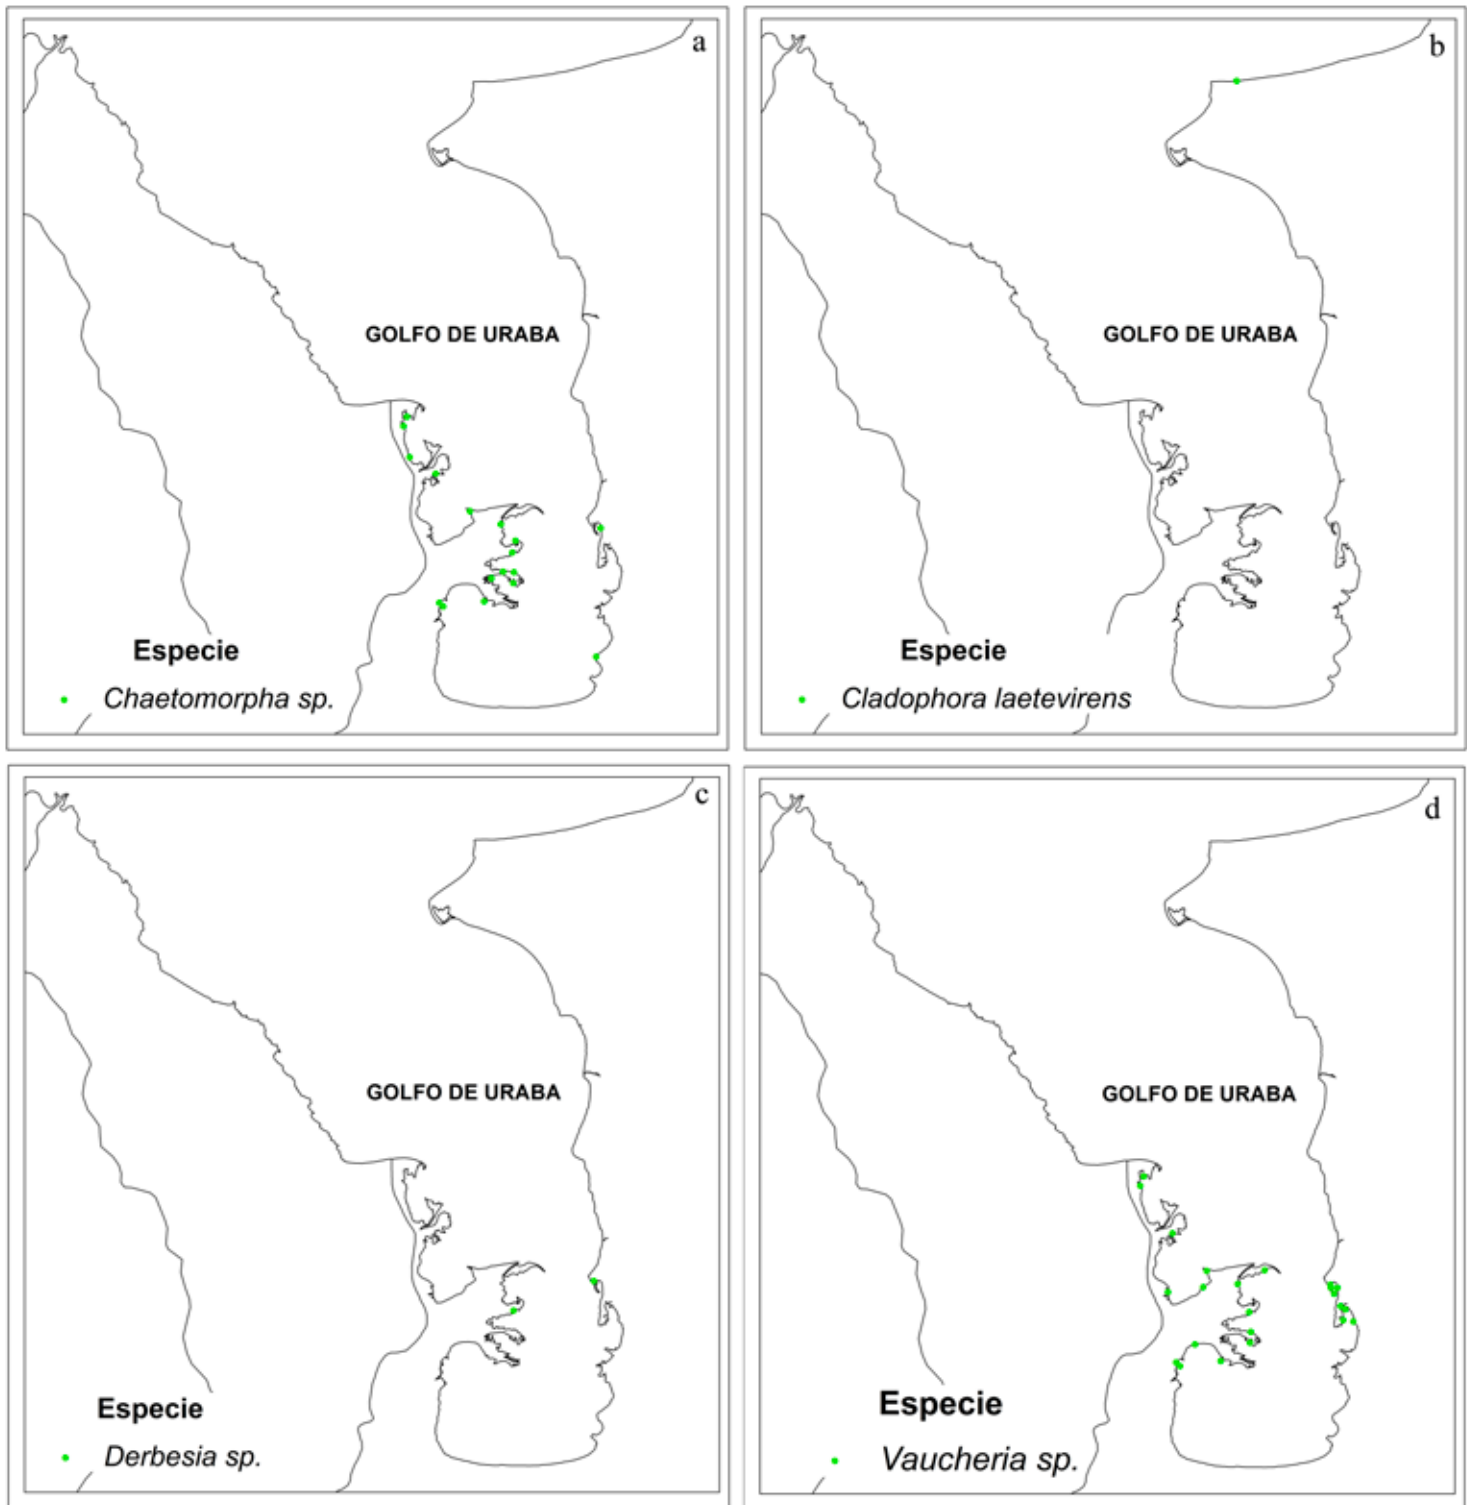 a
GOLFO DE URABA
Especie
Chaetomorpha sp.
b
GOLFO DE URABA
Especie
Cladophora laetevirens
c
GOLFO DE URABA
Especie
Derbesia sp.
d
GOLFO DE URABA
Especie
Vaucheria sp.